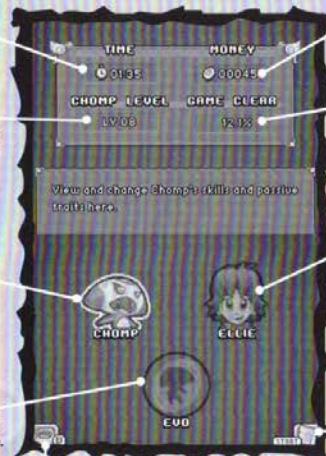 TIME MONEY
01:35 00045
CHOMP LEVEL GAME CLEAR
LV 08 12.1%
View and change Chomp's skills and passive
traits here.
CHOMP ELLIE
EVO
START